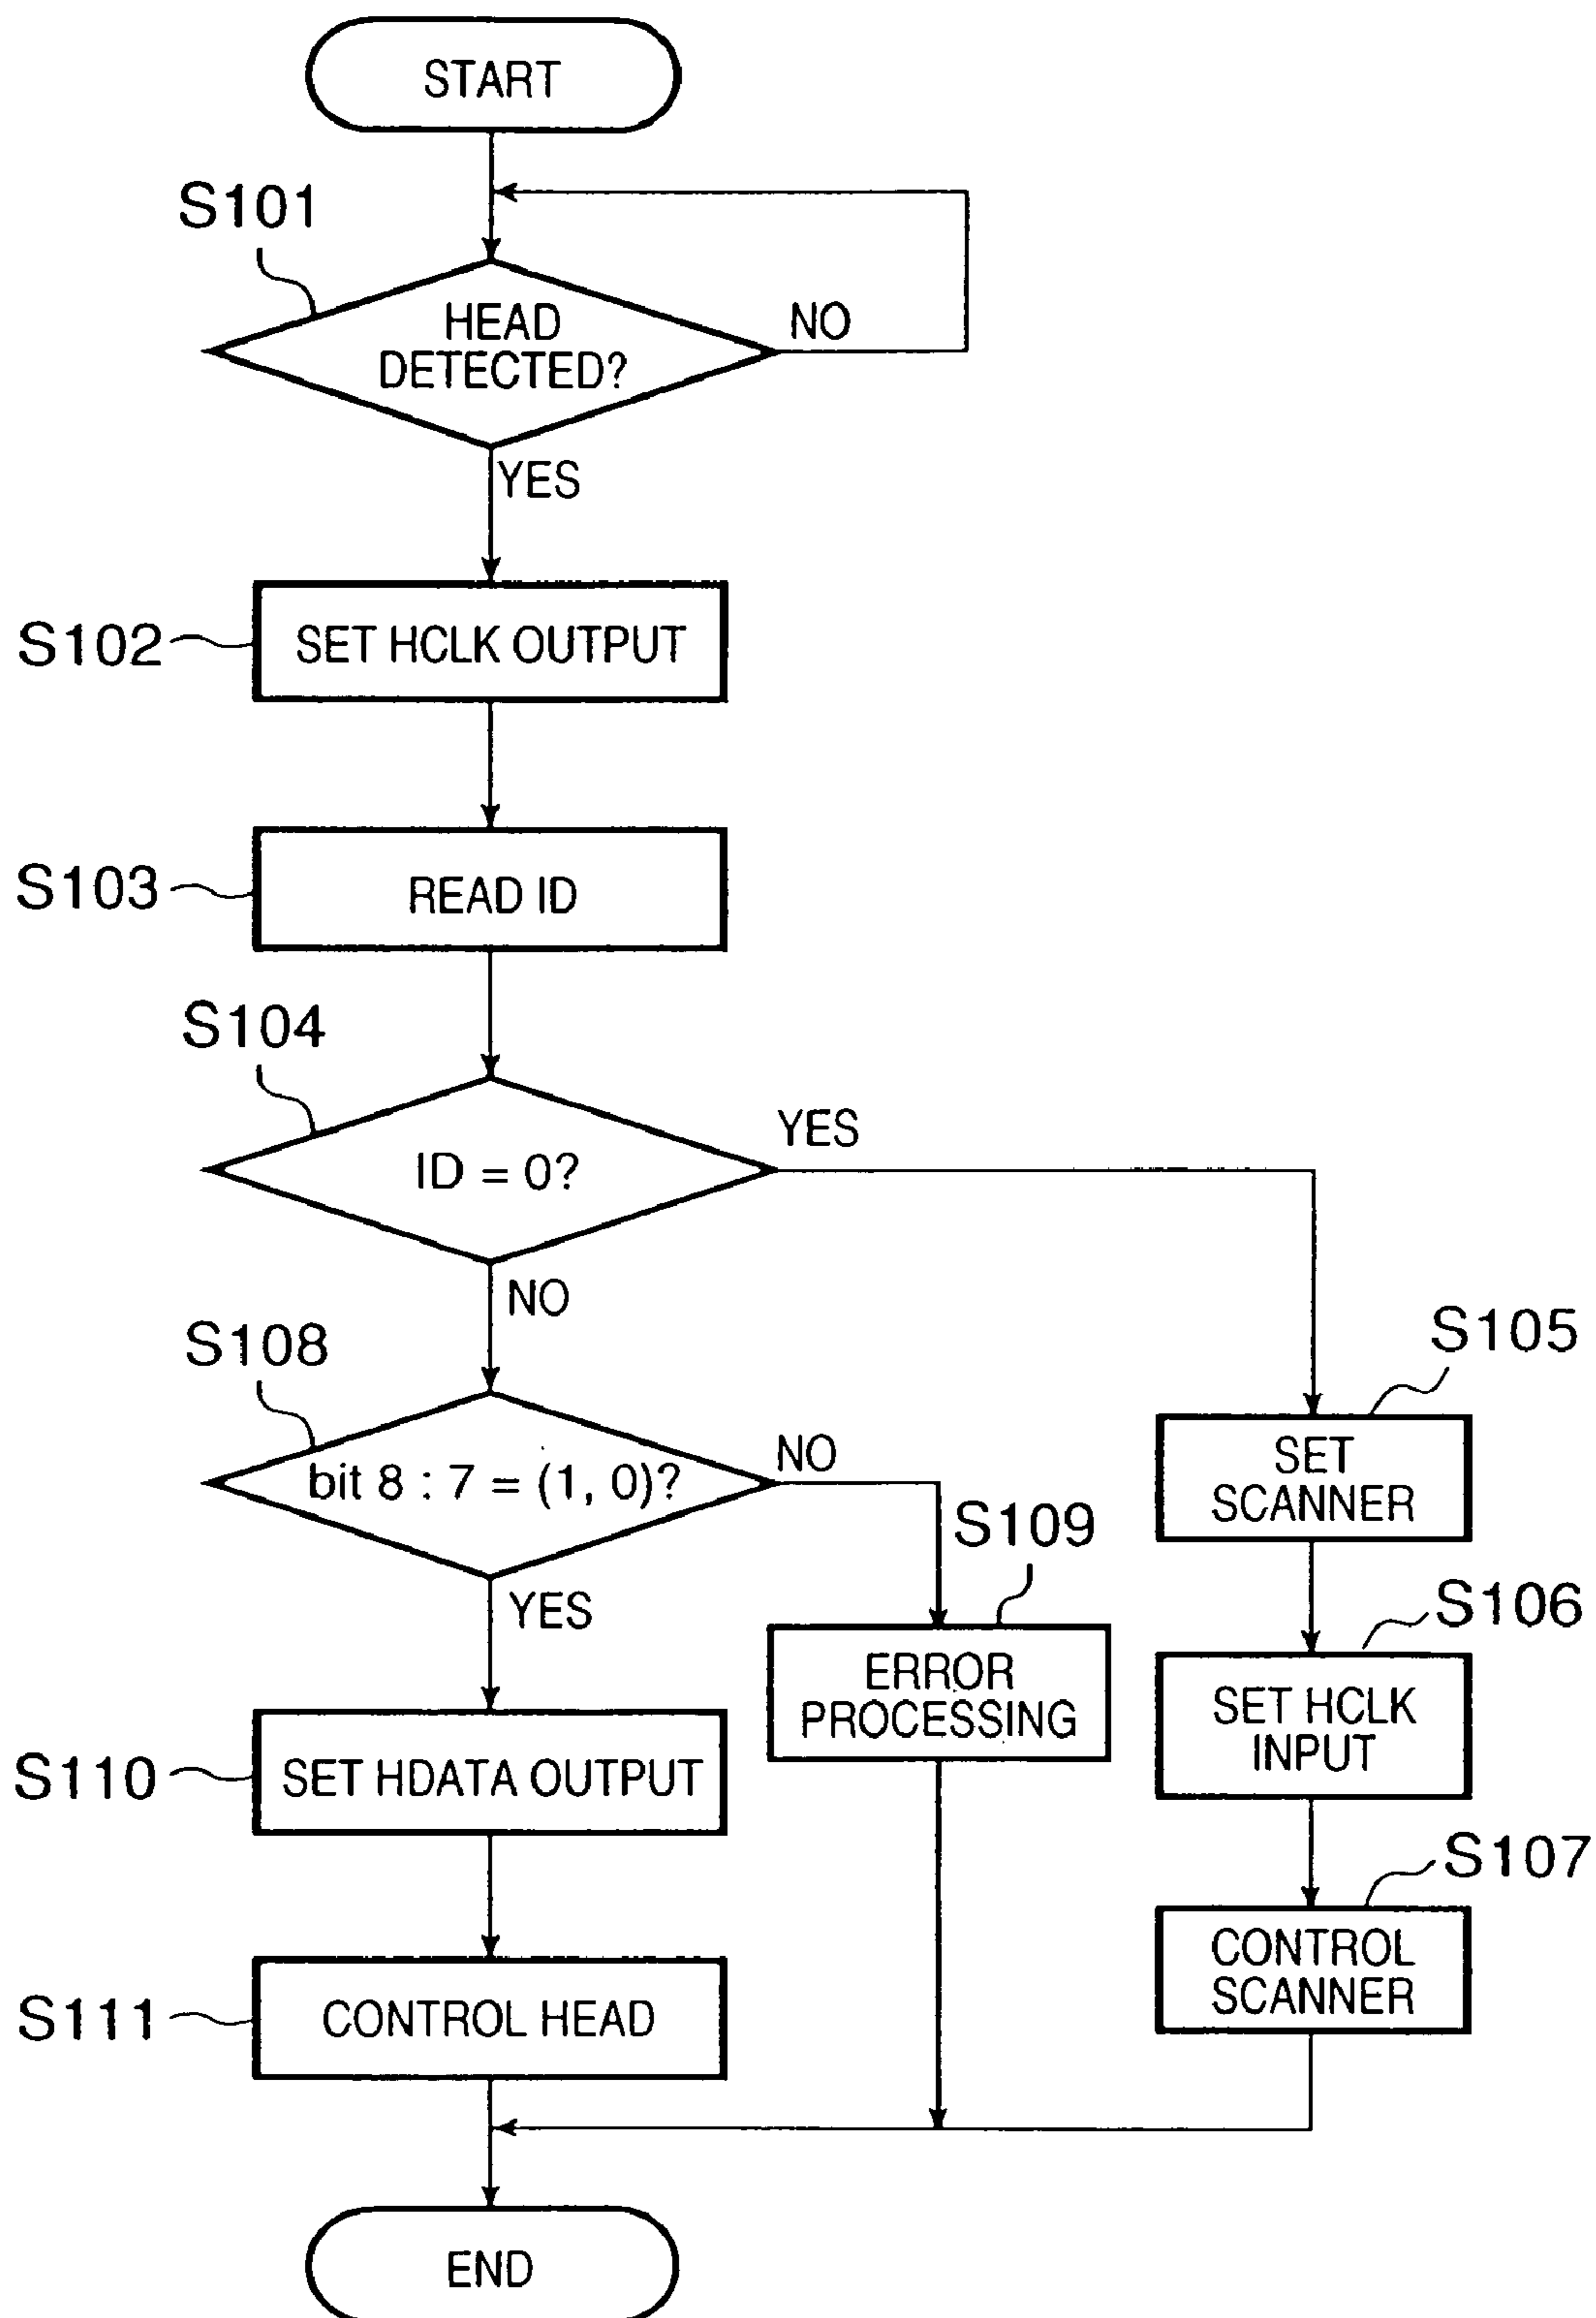 START
S101
HEAD
DETECTED?
NO
YES
S102
SET HCLK OUTPUT
S103
READ ID
S104
ID = 0?
YES
NO
S108
bit 8 : 7 = (1, 0)?
NO
YES
S105
SET
SCANNER
S109
ERROR
PROCESSING
S106
SET HCLK
INPUT
S110
SET HDATA OUTPUT
S107
CONTROL
SCANNER
S111
CONTROL HEAD
END